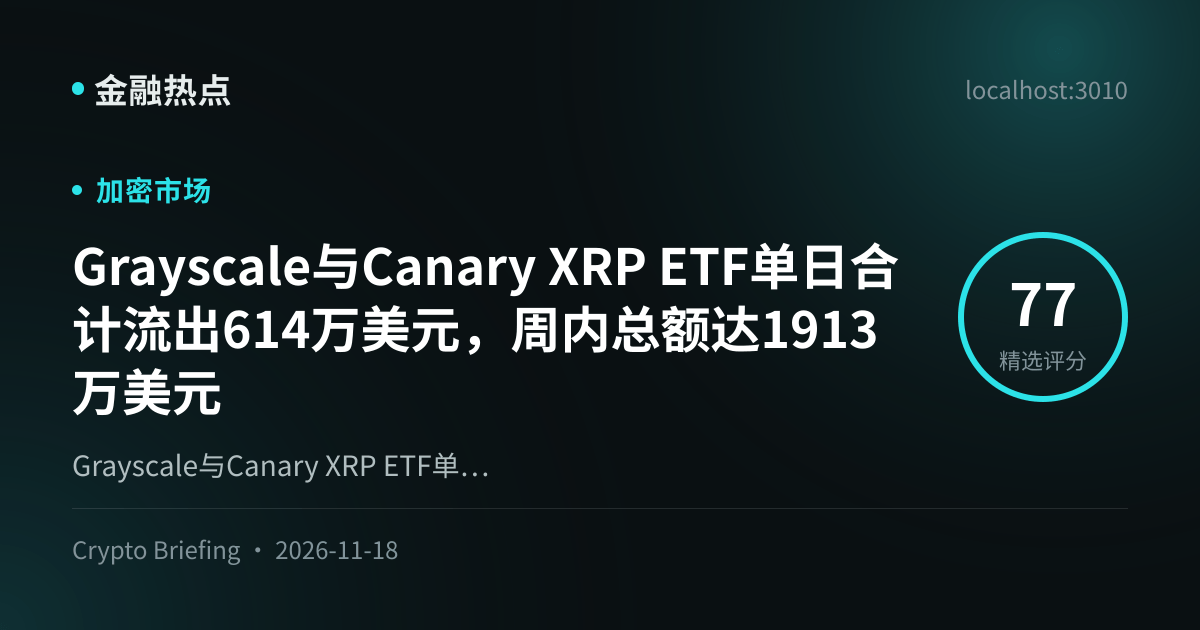 金融热点
localhost:3010
加密市场
Grayscale与Canary XRP ETF单日合
计流出614万美元，周内总额达1913
万美元
77
精选评分
Grayscale与Canary XRP ETF单…
Crypto Briefing · 2026-11-18